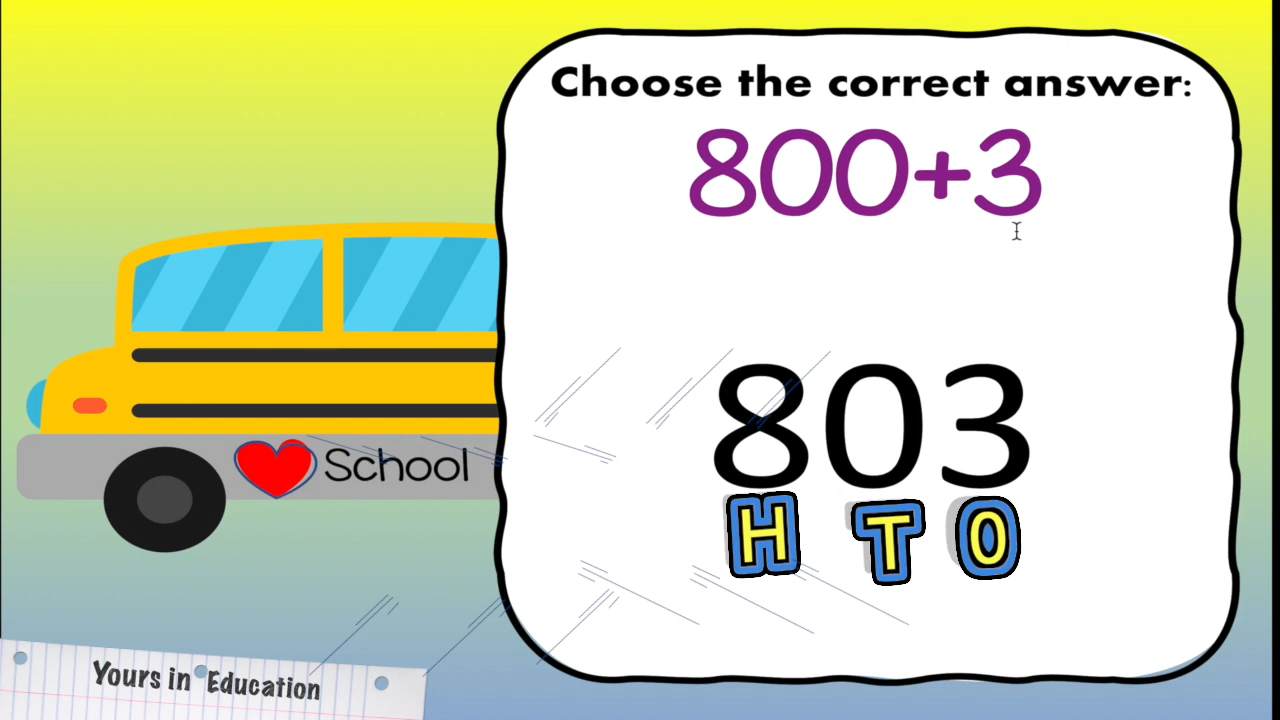 Choose the correct answer:
800+3
803
H T O
School
Yours in Education